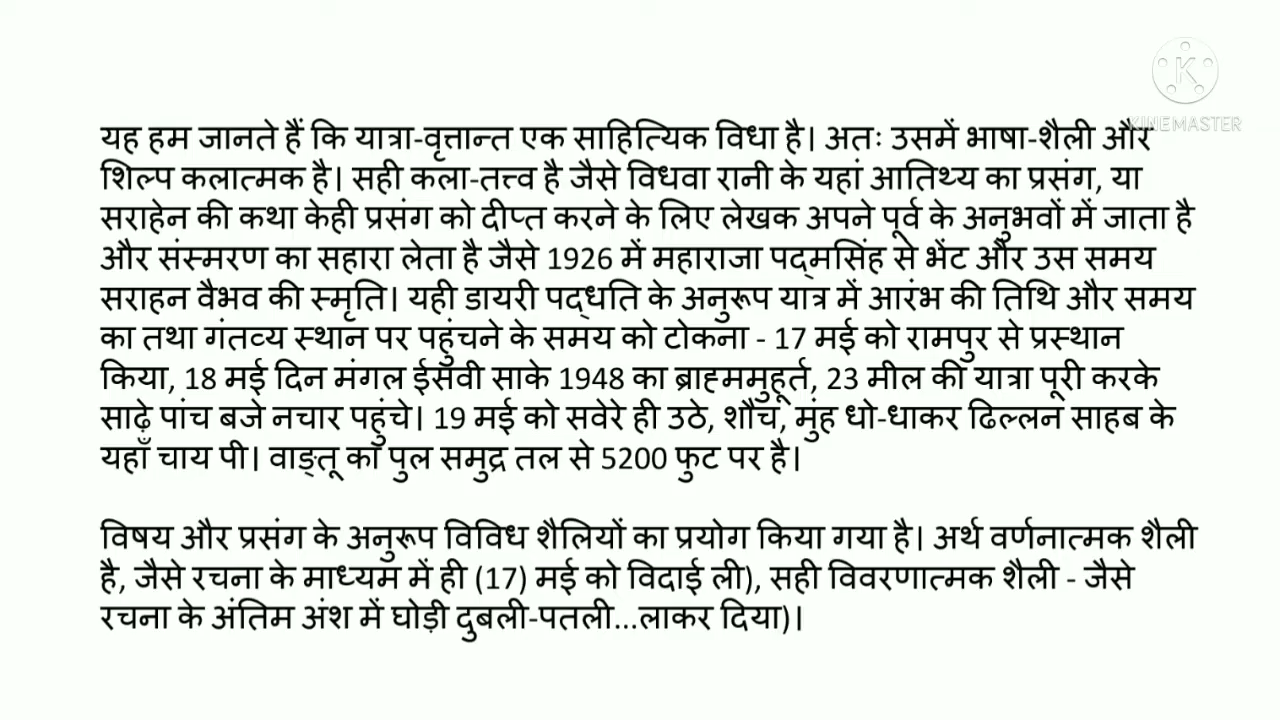 K
KINEMASTER
यह हम जानते हैं कि यात्रा-वृत्तान्त एक साहित्यिक विधा है। अतः उसमें भाषा-शैली और
शिल्प कलात्मक है। सही कला-तत्त्व है जैसे विधवा रानी के यहां आतिथ्य का प्रसंग, या
सराहेन की कथा केही प्रसंग को दीप्त करने के लिए लेखक अपने पूर्व के अनुभवों में जाता है
और संस्मरण का सहारा लेता है जैसे 1926 में महाराजा पद्मसिंह से भेंट और उस समय
सराहन वैभव की स्मृति। यही डायरी पद्धति के अनुरूप यात्र में आरंभ की तिथि और समय
का तथा गंतव्य स्थान पर पहुंचने के समय को टोकना - 17 मई को रामपुर से प्रस्थान
किया, 18 मई दिन मंगल ईसवी साके 1948 का ब्राह्ममुहूर्त, 23 मील की यात्रा पूरी करके
साढ़े पांच बजे नचार पहुंचे। 19 मई को सवेरे ही उठे, शौच, मुंह धो-धाकर ढिल्लन साहब के
यहाँ चाय पी। वाङ्तू का पुल समुद्र तल से 5200 फुट पर है।
विषय और प्रसंग के अनुरूप विविध शैलियों का प्रयोग किया गया है। अर्थ वर्णनात्मक शैली
है, जैसे रचना के माध्यम में ही (17) मई को विदाई ली), सही विवरणात्मक शैली - जैसे
रचना के अंतिम अंश में घोड़ी दुबली-पतली...लाकर दिया)।